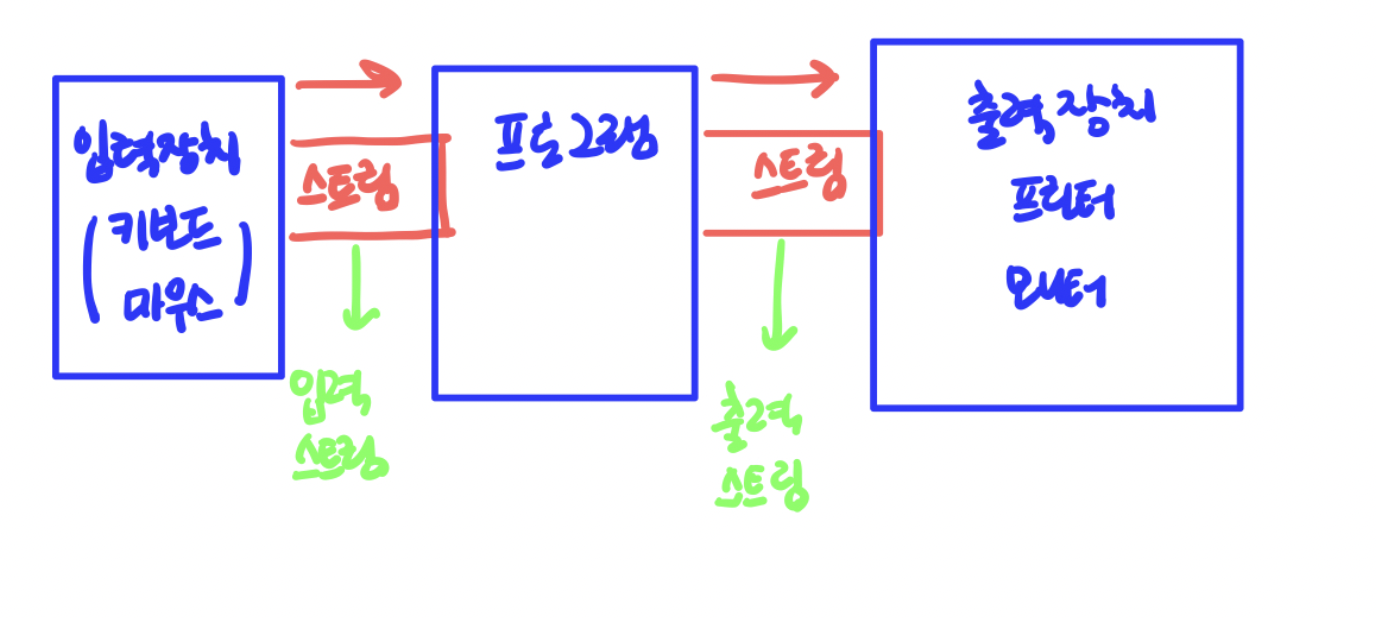 입력장치
(키보드
마우스)
스트림
입력
스트림
프로그램
스트림
출력
스트림
출력장치
프린터
모니터